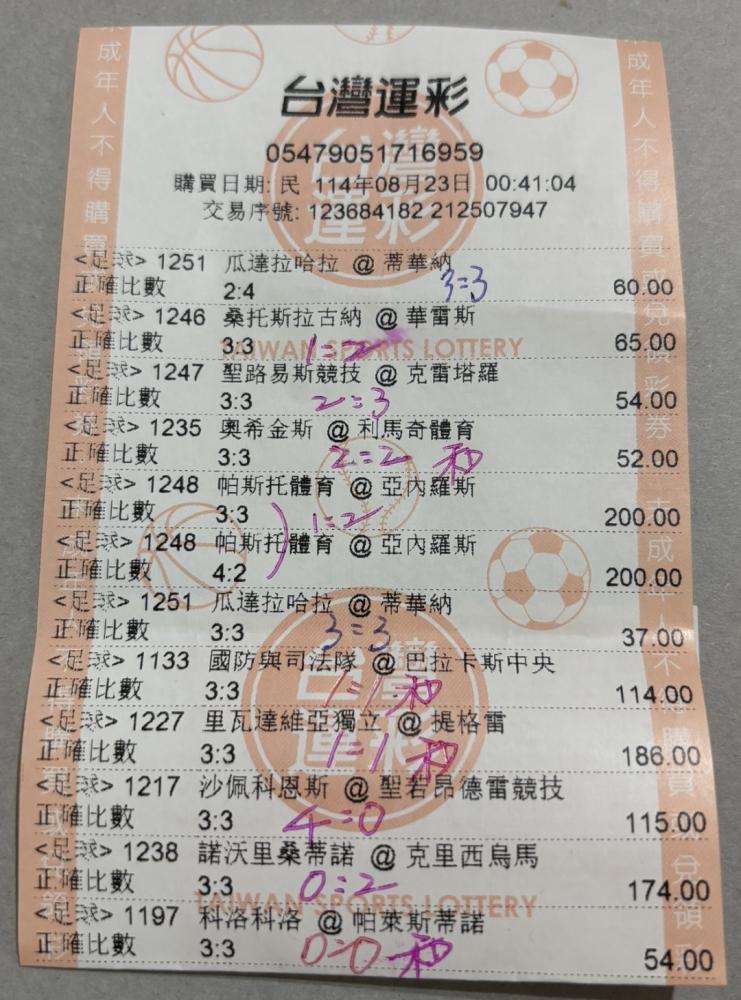 台灣運彩
05479051716959
購買日期: 民 114年08月23日 00:41:04
交易序號: 123684182 212507947
<足球> 1251 瓜達拉哈拉 @ 蒂華納
正確比數 2:4 3=3 60.00
<足球> 1246 桑托斯拉古納 @ 華雷斯
正確比數 3:3 1=2 65.00
TAIWAN SPORTS LOTTERY
<足球> 1247 聖路易斯競技 @ 克雷塔羅
正確比數 3:3 2=3 54.00
<足球> 1235 奧希金斯 @ 利馬奇體育
正確比數 3:3 2=2 和 52.00
<足球> 1248 帕斯托體育 @ 亞內羅斯
正確比數 3:3 1=2 200.00
<足球> 1248 帕斯托體育 @ 亞內羅斯
正確比數 4:2 200.00
<足球> 1251 瓜達拉哈拉 @ 蒂華納
正確比數 3:3 3=3 37.00
<足球> 1133 國防與司法隊 @ 巴拉卡斯中央
正確比數 3:3 1=1 和 114.00
<足球> 1227 里瓦達維亞獨立 @ 提格雷
正確比數 3:3 1=1 和 186.00
<足球> 1217 沙佩科恩斯 @ 聖若昂德雷競技
正確比數 3:3 4=0 115.00
<足球> 1238 諾沃里桑蒂諾 @ 克里西烏馬
正確比數 3:3 0=2 174.00
TAIWAN SPORTS LOTTERY
<足球> 1197 科洛科洛 @ 帕萊斯蒂諾
正確比數 3:3 0=0 和 54.00
成年人不得購買
成年人不得購買或兌領彩券